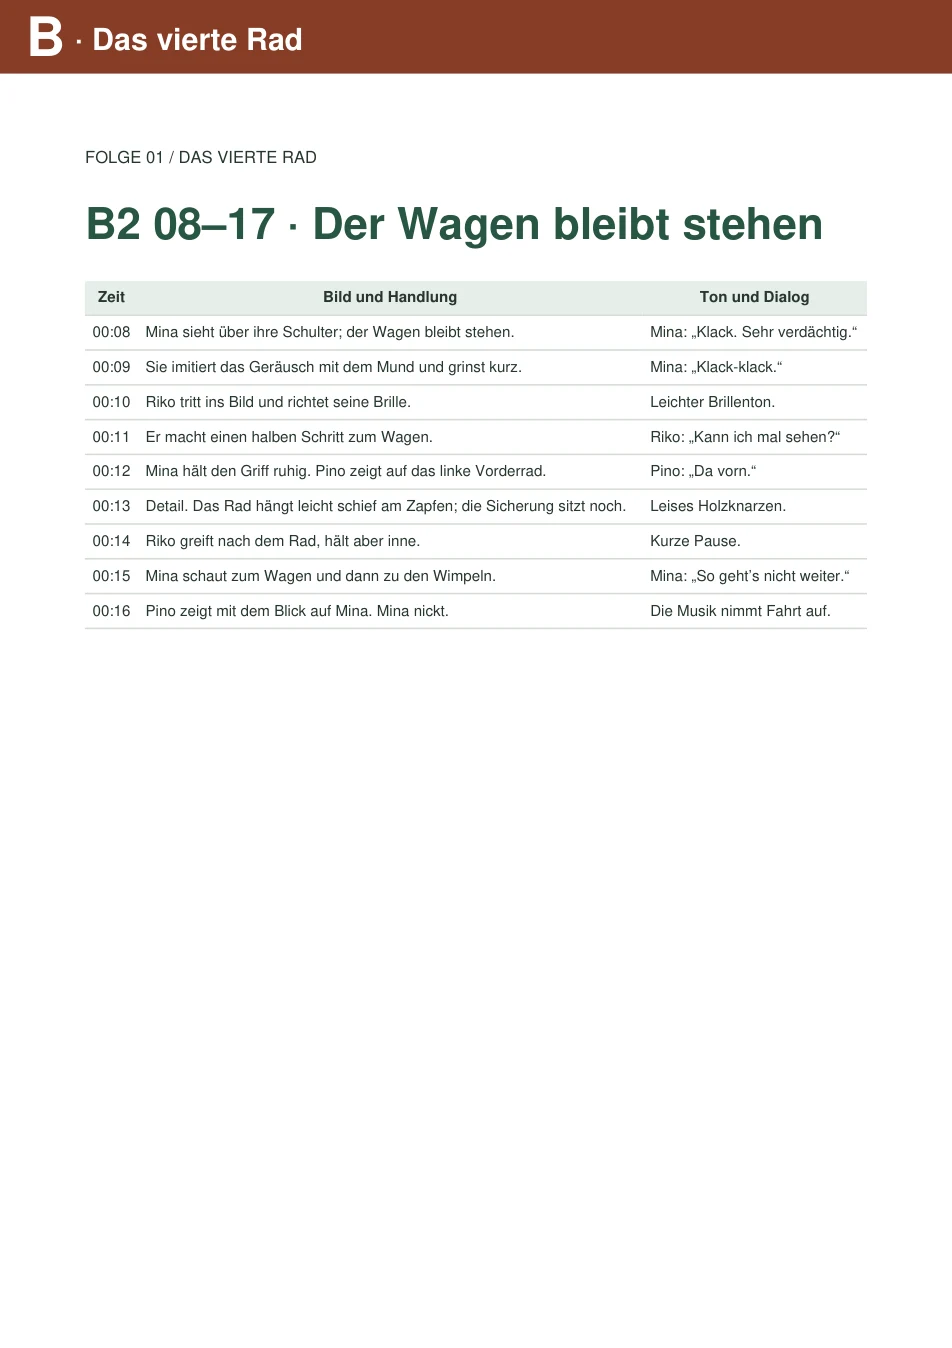 B · Das vierte Rad
FOLGE 01 / DAS VIERTE RAD
B2 08–17 · Der Wagen bleibt stehen
Zeit Bild und Handlung Ton und Dialog
00:08 Mina sieht über ihre Schulter; der Wagen bleibt stehen. Mina: „Klack. Sehr verdächtig.“
00:09 Sie imitiert das Geräusch mit dem Mund und grinst kurz. Mina: „Klack-klack.“
00:10 Riko tritt ins Bild und richtet seine Brille. Leichter Brillenton.
00:11 Er macht einen halben Schritt zum Wagen. Riko: „Kann ich mal sehen?“
00:12 Mina hält den Griff ruhig. Pino zeigt auf das linke Vorderrad. Pino: „Da vorn.“
00:13 Detail. Das Rad hängt leicht schief am Zapfen; die Sicherung sitzt noch. Leises Holzknarzen.
00:14 Riko greift nach dem Rad, hält aber inne. Kurze Pause.
00:15 Mina schaut zum Wagen und dann zu den Wimpeln. Mina: „So geht’s nicht weiter.“
00:16 Pino zeigt mit dem Blick auf Mina. Mina nickt. Die Musik nimmt Fahrt auf.